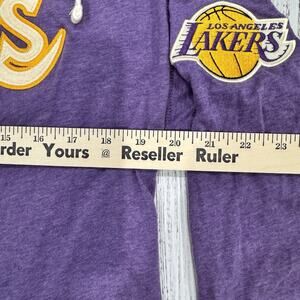 S
LOS ANGELES
LAKERS
15 16 17 18 19 20 21 22 23
rder Yours @ Reseller Ruler